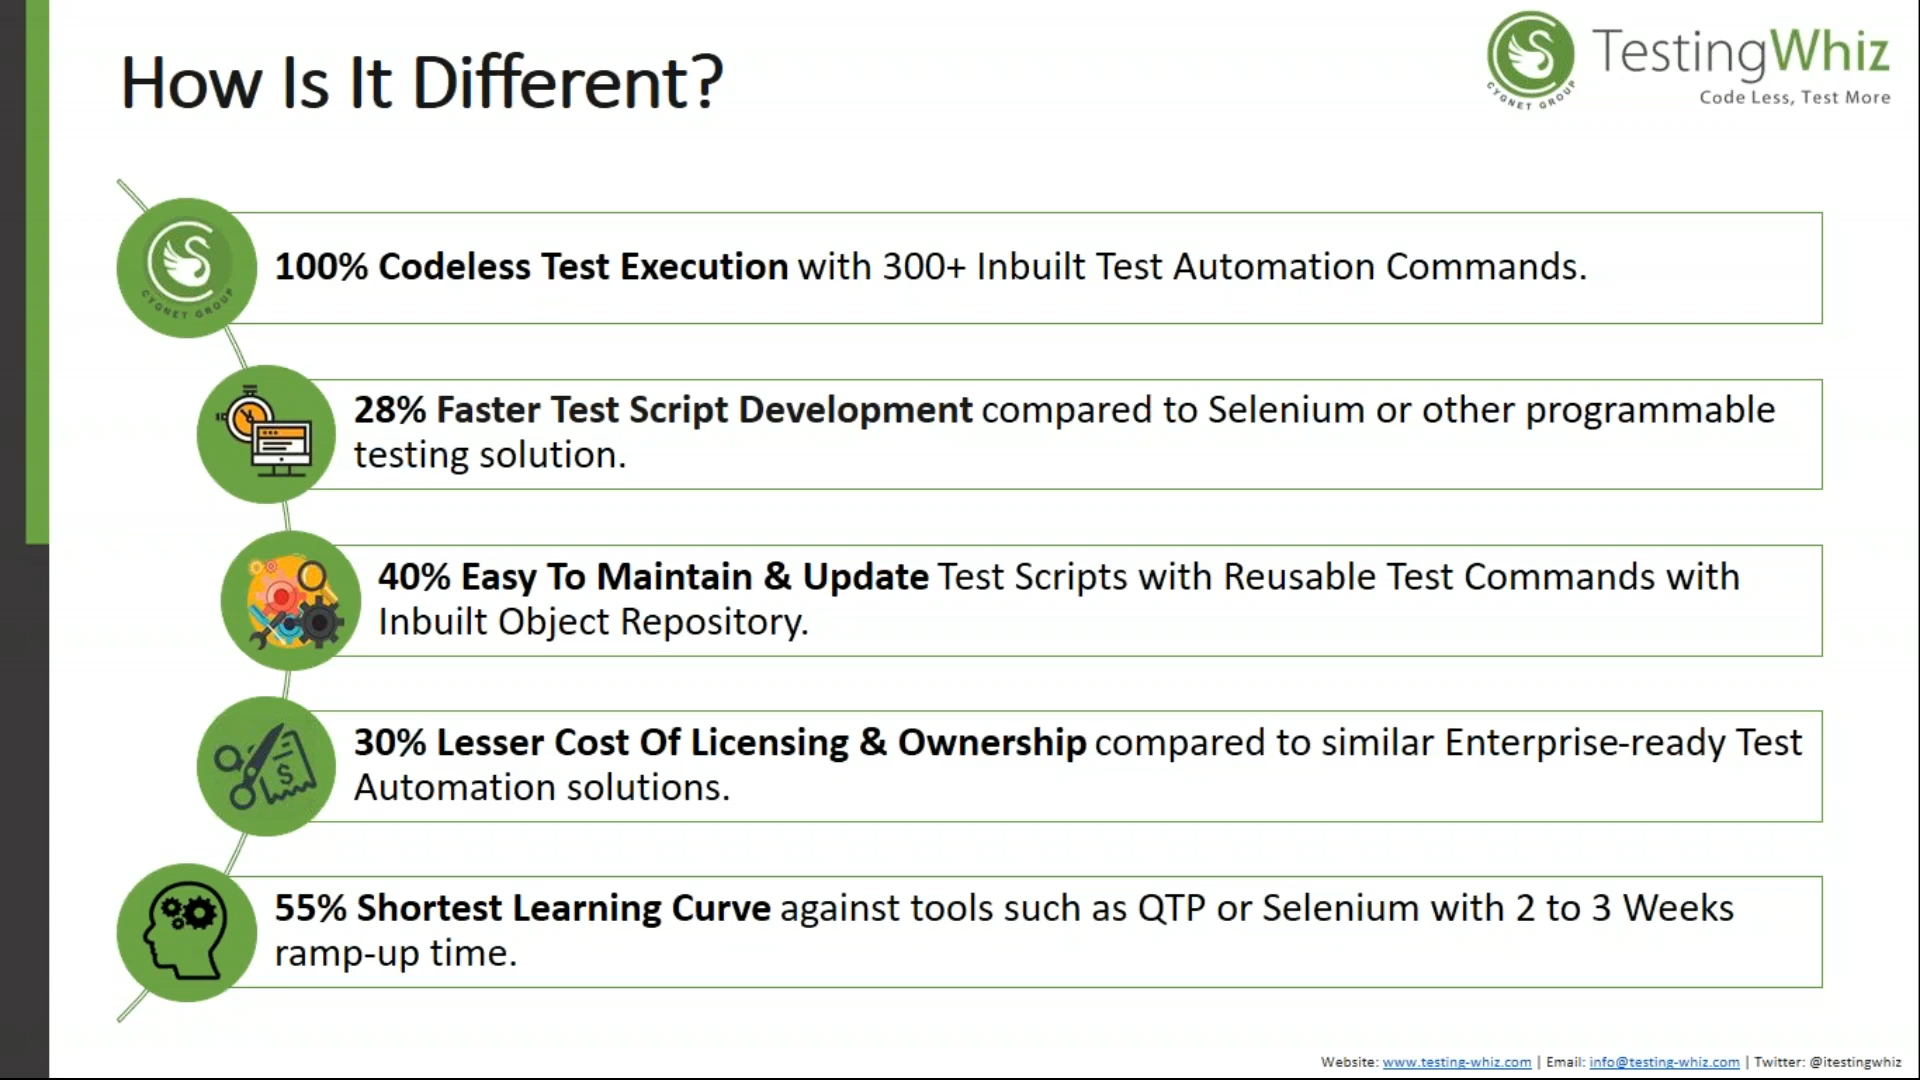 How Is It Different?
TestingWhiz
Code Less, Test More
CYGNET GROUP
CYGNET GROUP
100% Codeless Test Execution with 300+ Inbuilt Test Automation Commands.
28% Faster Test Script Development compared to Selenium or other programmable
testing solution.
40% Easy To Maintain & Update Test Scripts with Reusable Test Commands with
Inbuilt Object Repository.
30% Lesser Cost Of Licensing & Ownership compared to similar Enterprise-ready Test
Automation solutions.
$
55% Shortest Learning Curve against tools such as QTP or Selenium with 2 to 3 Weeks
ramp-up time.
Website: www.testing-whiz.com | Email: info@testing-whiz.com | Twitter: @itestingwhiz